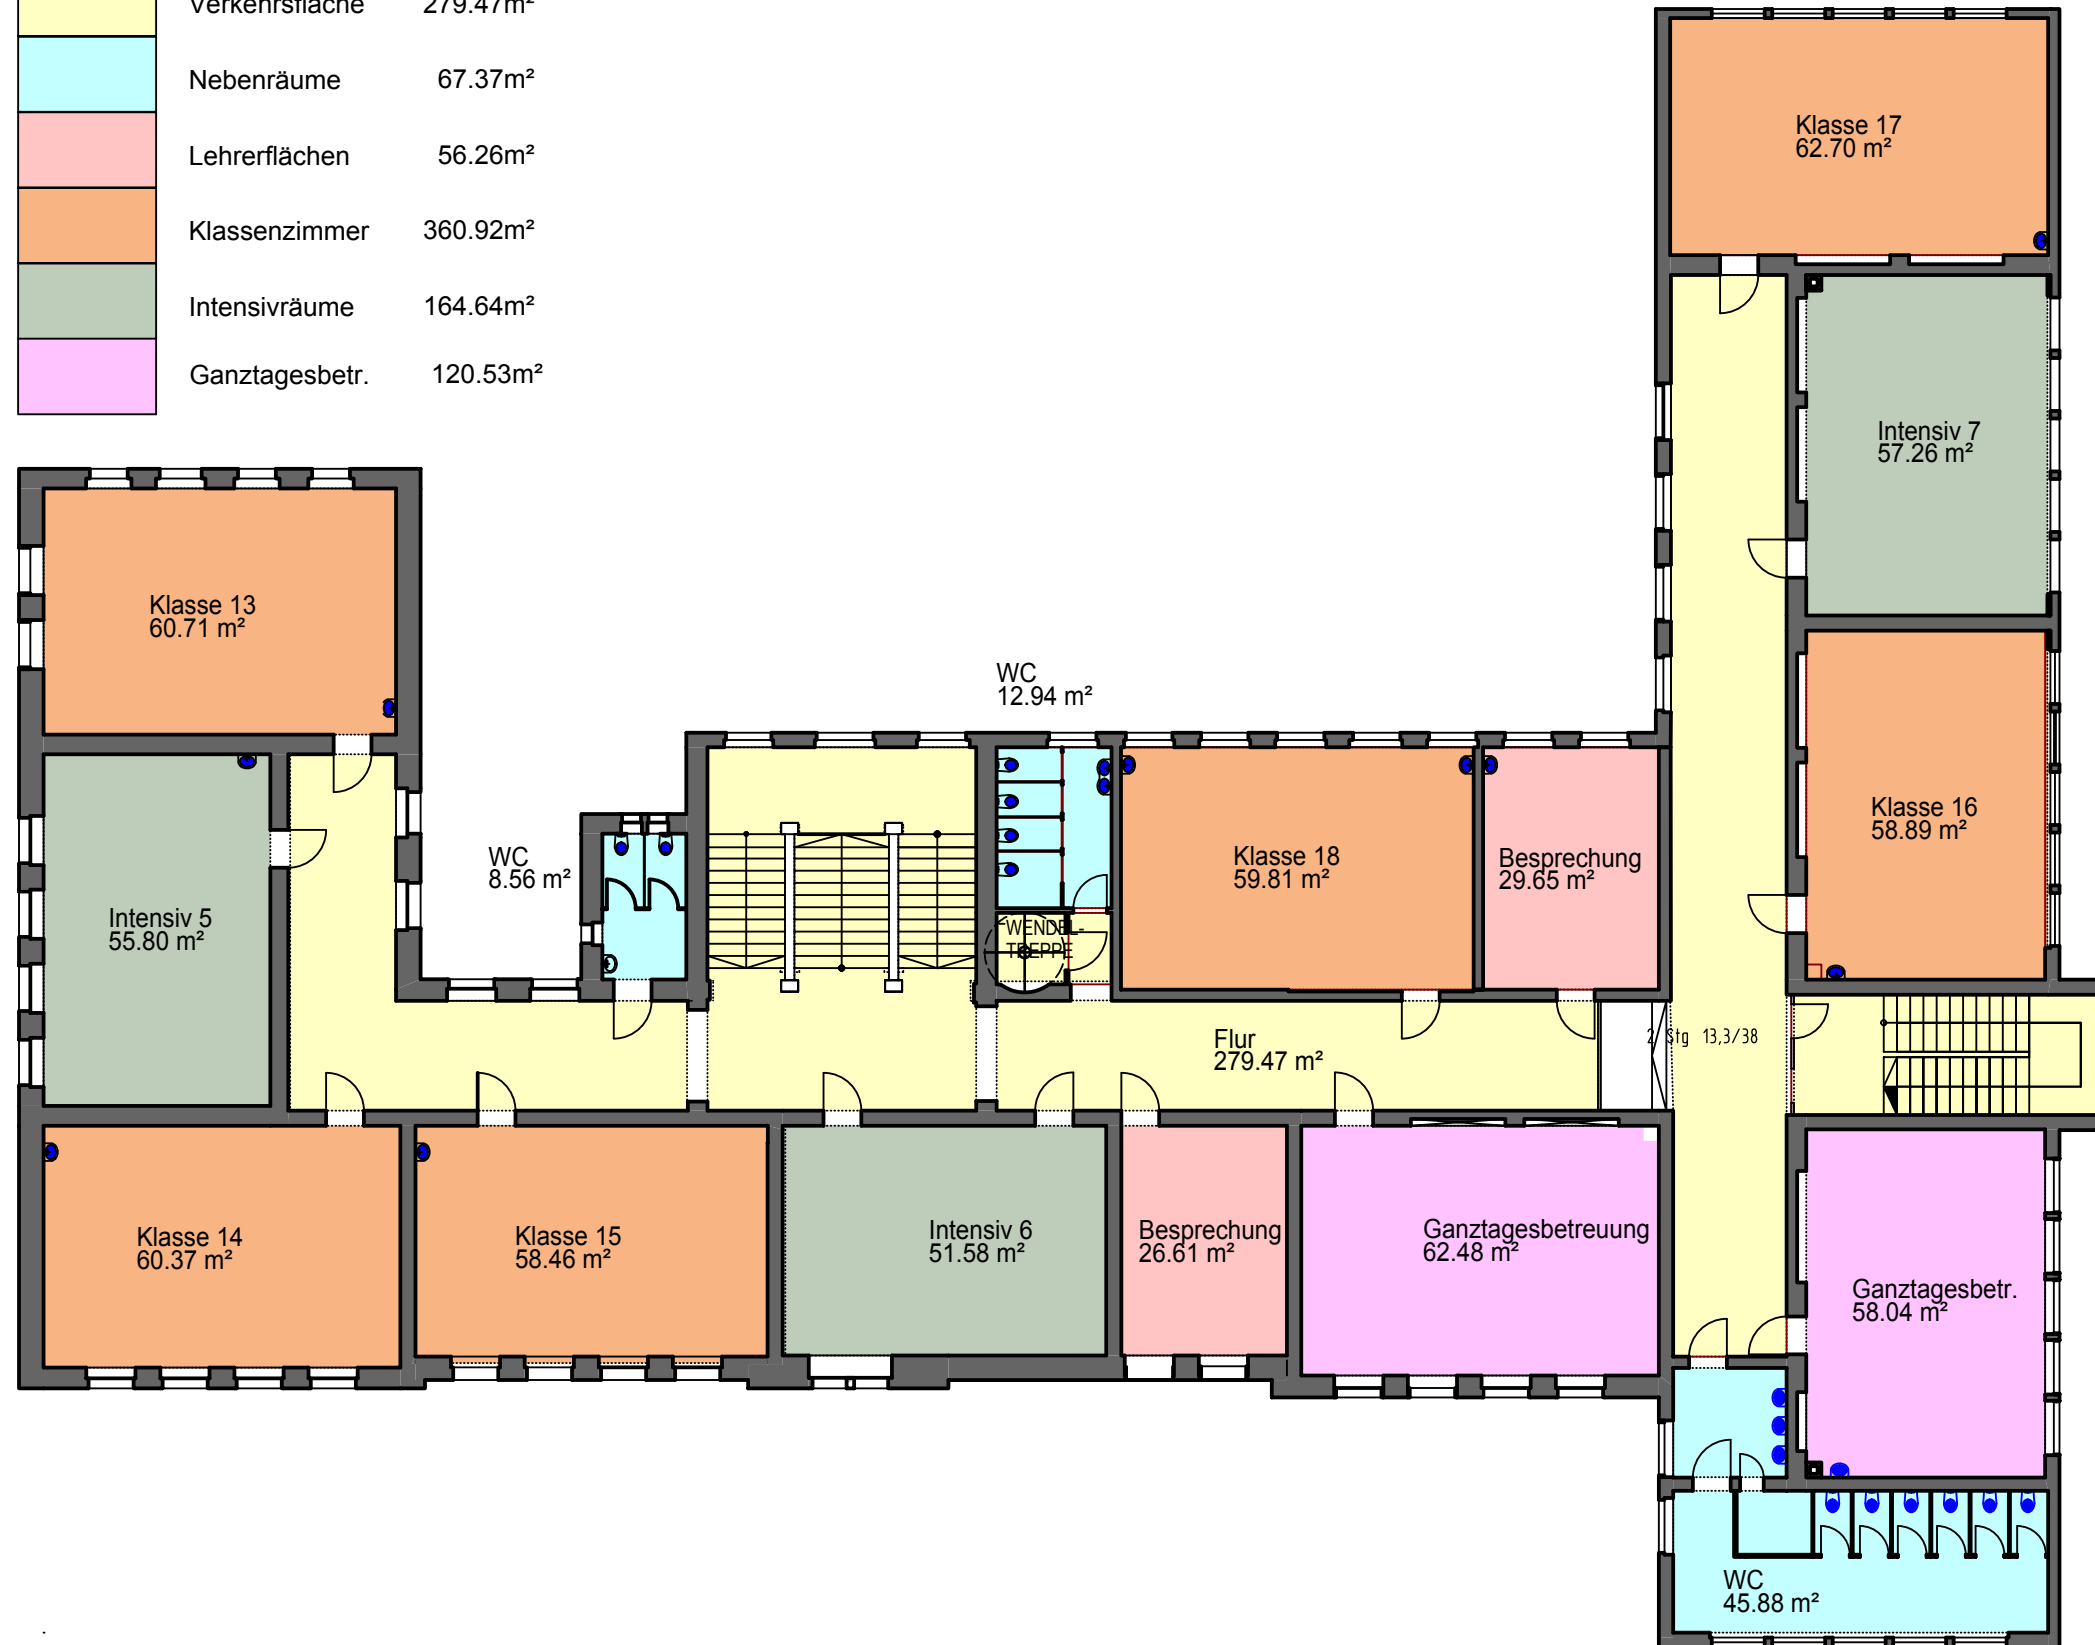 Verkehrsfläche 279.47m²
Nebenräume 67.37m²
Lehrerflächen 56.26m²
Klassenzimmer 360.92m²
Intensivräume 164.64m²
Ganztagesbetr. 120.53m²
Klasse 17
62.70 m²
Intensiv 7
57.26 m²
Klasse 13
60.71 m²
WC
12.94 m²
Klasse 16
58.89 m²
WC
8.56 m²
Klasse 18
59.81 m²
Besprechung
29.65 m²
Intensiv 5
55.80 m²
WENDEL-
TREPPE
Flur
279.47 m²
2 Stg 13,3/38
Klasse 14
60.37 m²
Klasse 15
58.46 m²
Intensiv 6
51.58 m²
Besprechung
26.61 m²
Ganztagesbetreuung
62.48 m²
Ganztagesbetr.
58.04 m²
WC
45.88 m²